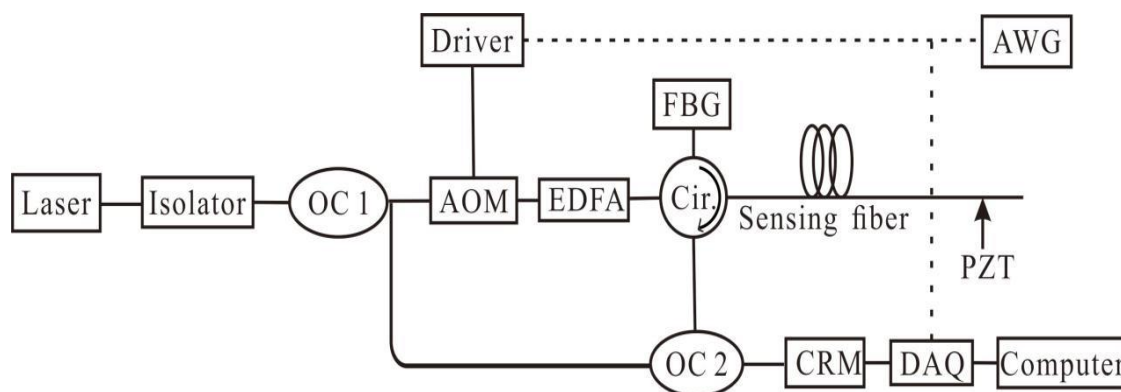 Driver
AWG
FBG
Laser
Isolator
OC 1
AOM
EDFA
Cir.
Sensing fiber
PZT
OC 2
CRM
DAQ
Computer